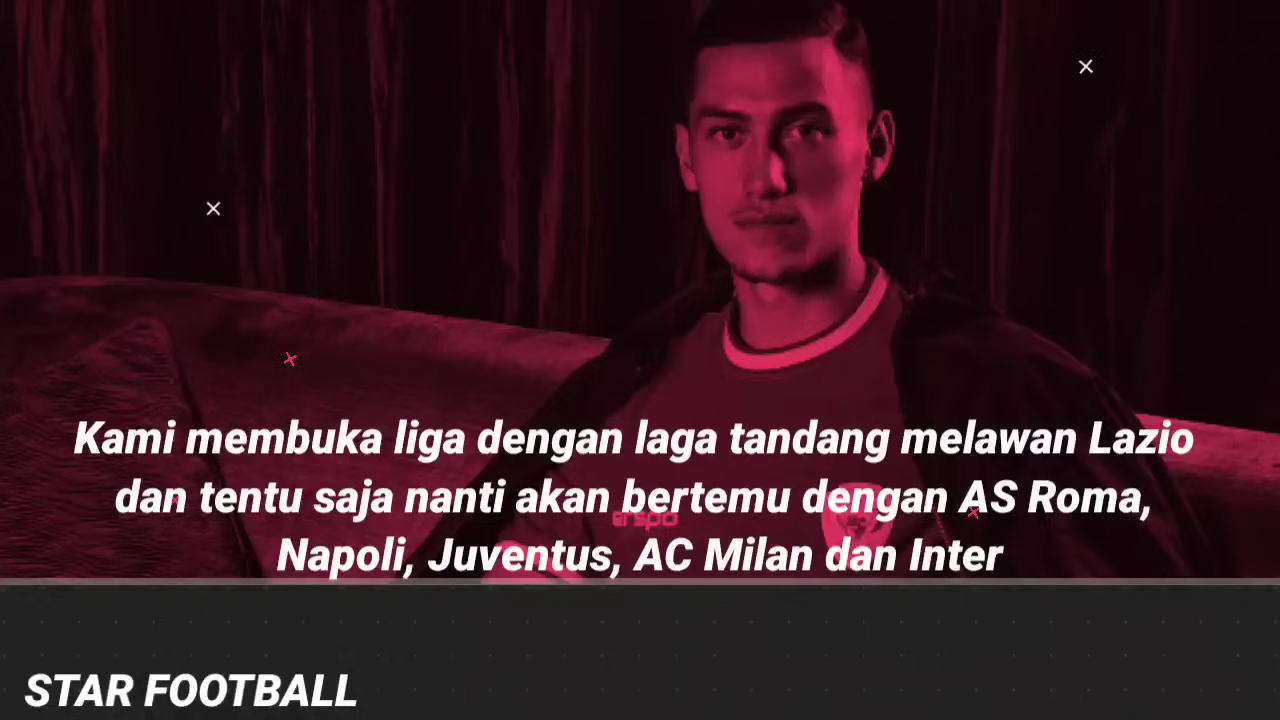 Kami membuka liga dengan laga tandang melawan Lazio
dan tentu saja nanti akan bertemu dengan AS Roma,
erspo
Napoli, Juventus, AC Milan dan Inter
STAR FOOTBALL